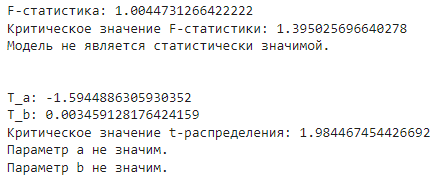 F-статистика: 1.0044731266422222
Критическое значение F-статистики: 1.395025696640278
Модель не является статистически значимой.
T_a: -1.5944886305930352
T_b: 0.003459128176424159
Критическое значение t-распределения: 1.984467454426692
Параметр a не значим.
Параметр b не значим.